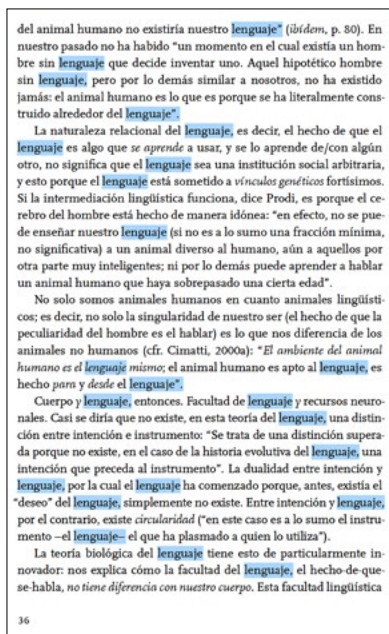 del animal humano no existiría nuestro lenguaje” (ibídem, p. 80). En
nuestro pasado no ha habido “un momento en el cual existía un hom-
bre sin lenguaje que decide inventar uno. Aquel hipotético hombre
sin lenguaje, pero por lo demás similar a nosotros, no ha existido
jamás: el animal humano es lo que es porque se ha literalmente cons-
truido alrededor del lenguaje”.
La naturaleza relacional del lenguaje, es decir, el hecho de que el
lenguaje es algo que se aprende a usar, y se lo aprende de/con algún
otro, no significa que el lenguaje sea una institución social arbitraria,
y esto porque el lenguaje está sometido a vínculos genéticos fortísimos.
Si la intermediación lingüística funciona, dice Prodi, es porque el ce-
rebro del hombre está hecho de manera idónea: “en efecto, no se pue-
de enseñar nuestro lenguaje (si no es a lo sumo una fracción mínima,
no significativa) a un animal diverso al humano, aún a aquellos por
otra parte muy inteligentes; ni por lo demás puede aprender a hablar
un animal humano que haya sobrepasado una cierta edad”.
No solo somos animales humanos en cuanto animales lingüísti-
cos; es decir, no solo la singularidad de nuestro ser (el hecho de que la
peculiaridad del hombre es el hablar) es lo que nos diferencia de los
animales no humanos (cfr. Cimatti, 2000a): “El ambiente del animal
humano es el lenguaje mismo; el animal humano es apto al lenguaje, es
hecho para y desde el lenguaje”.
Cuerpo y lenguaje, entonces. Facultad de lenguaje y recursos neuro-
nales. Casi se diría que no existe, en esta teoría del lenguaje, una distin-
ción entre intención e instrumento: “Se trata de una distinción supera-
da porque no existe, en el caso de la historia evolutiva del lenguaje, una
intención que preceda al instrumento”. La dualidad entre intención y
lenguaje, por la cual el lenguaje ha comenzado porque, antes, existía el
“deseo” del lenguaje, simplemente no existe. Entre intención y lenguaje,
por el contrario, existe circularidad (“en este caso es a lo sumo el instru-
mento –el lenguaje– el que ha plasmado a quien lo utiliza”).
La teoría biológica del lenguaje tiene esto de particularmente in-
novador: nos explica cómo la facultad del lenguaje, el hecho-de-que-
se-habla, no tiene diferencia con nuestro cuerpo. Esta facultad lingüística
36